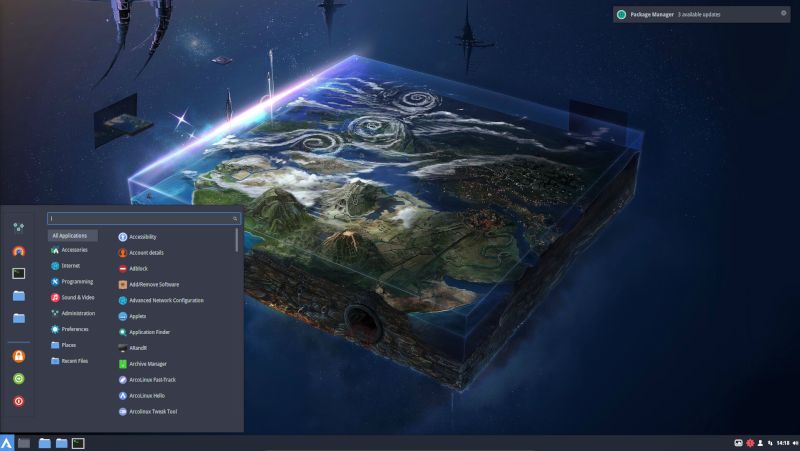 Package Manager 3 available updates
All Applications
Accessories
Internet
Programming
Sound & Video
Administration
Preferences
Places
Recent Files
Accessibility
Account details
Adblock
Add/Remove Software
Advanced Network Configuration
Applets
Application Finder
ARandR
Archive Manager
ArcoLinux Fast-Track
ArcoLinux Hello
Arcolinux Tweak Tool
14:18